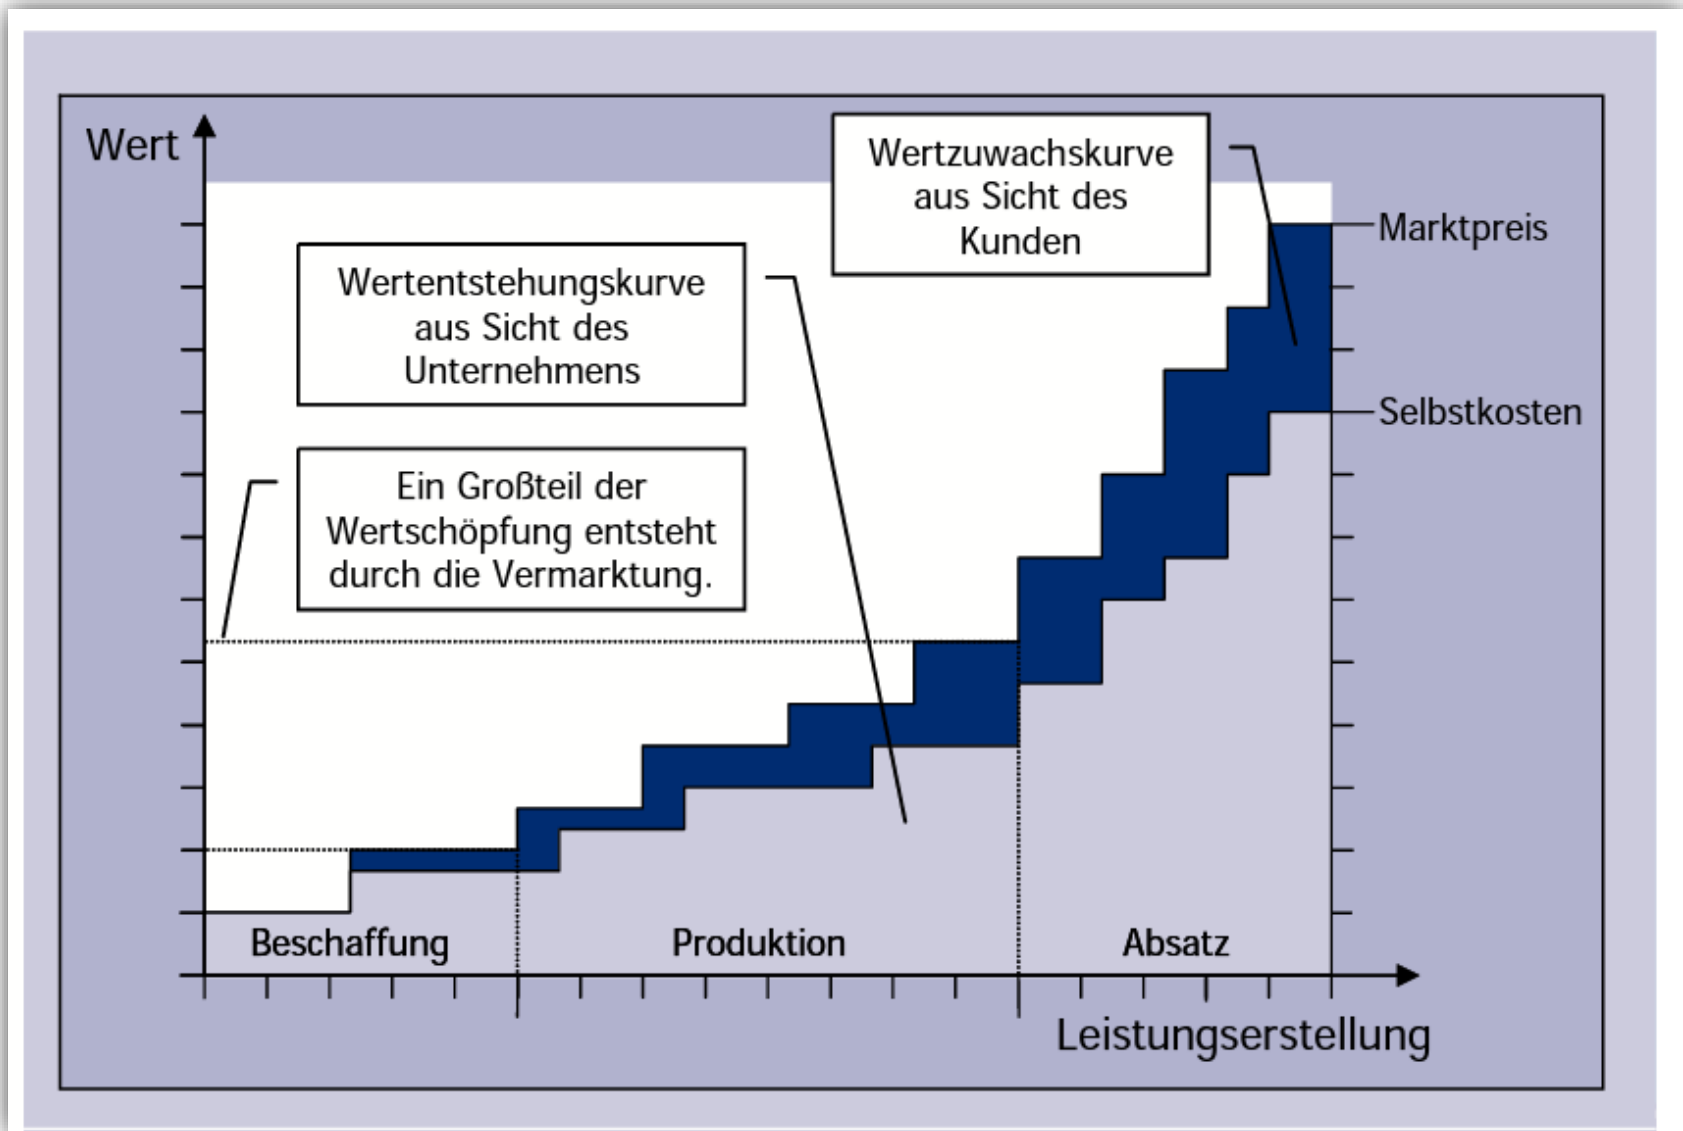 Wert
Wertzuwachskurve
aus Sicht des
Kunden
Marktpreis
Wertentstehungskurve
aus Sicht des
Unternehmens
Selbstkosten
Ein Großteil der
Wertschöpfung entsteht
durch die Vermarktung.
Beschaffung
Produktion
Absatz
Leistungserstellung